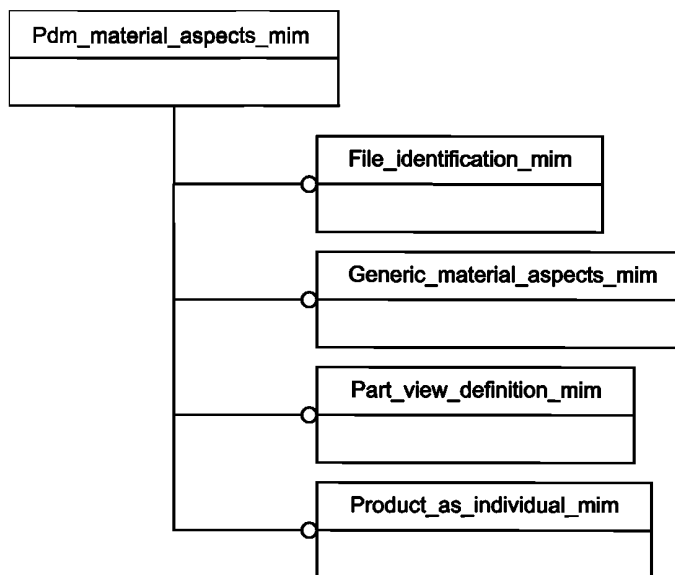 Pdm_material_aspects_mim
File_identification_mim
Generic_material_aspects_mim
Part_view_definition_mim
Product_as_individual_mim